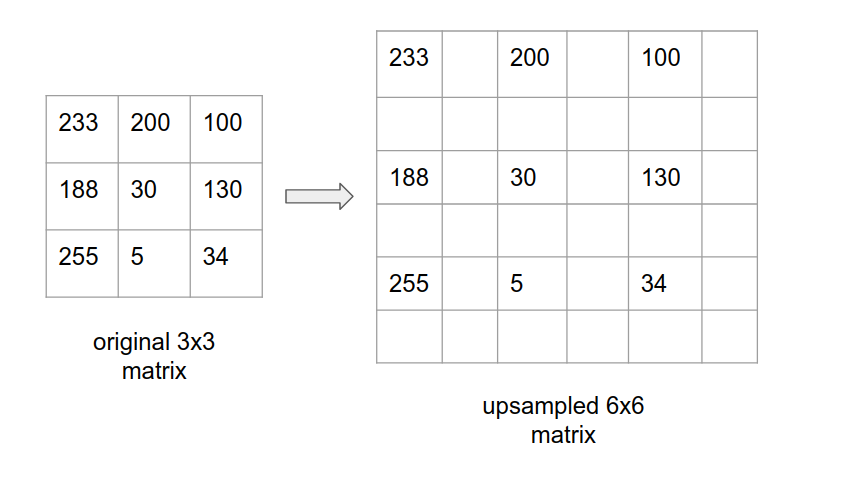 233 200 100
188 30 130
255 5 34
original 3x3
matrix
233 200 100
188 30 130
255 5 34
upsampled 6x6
matrix